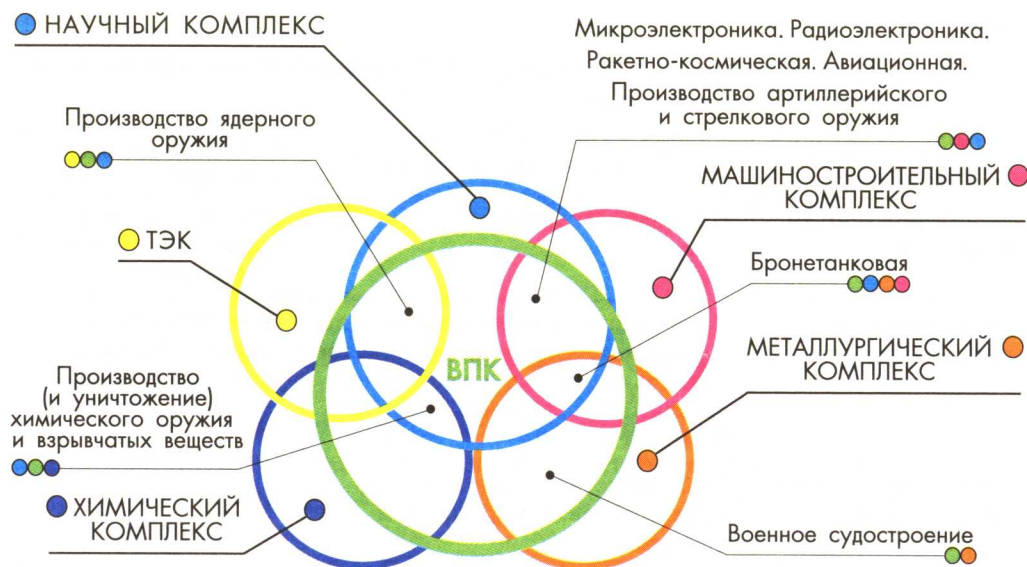 НАУЧНЫЙ КОМПЛЕКС
Микроэлектроника. Радиоэлектроника.
Ракетно-космическая. Авиационная.
Производство артиллерийского
и стрелкового оружия
Производство ядерного
оружия
МАШИНОСТРОИТЕЛЬНЫЙ
КОМПЛЕКС
ТЭК
Бронетанковая
ВПК
МЕТАЛЛУРГИЧЕСКИЙ
КОМПЛЕКС
Производство
(и уничтожение)
химического оружия
и взрывчатых веществ
ХИМИЧЕСКИЙ
КОМПЛЕКС
Военное судостроение